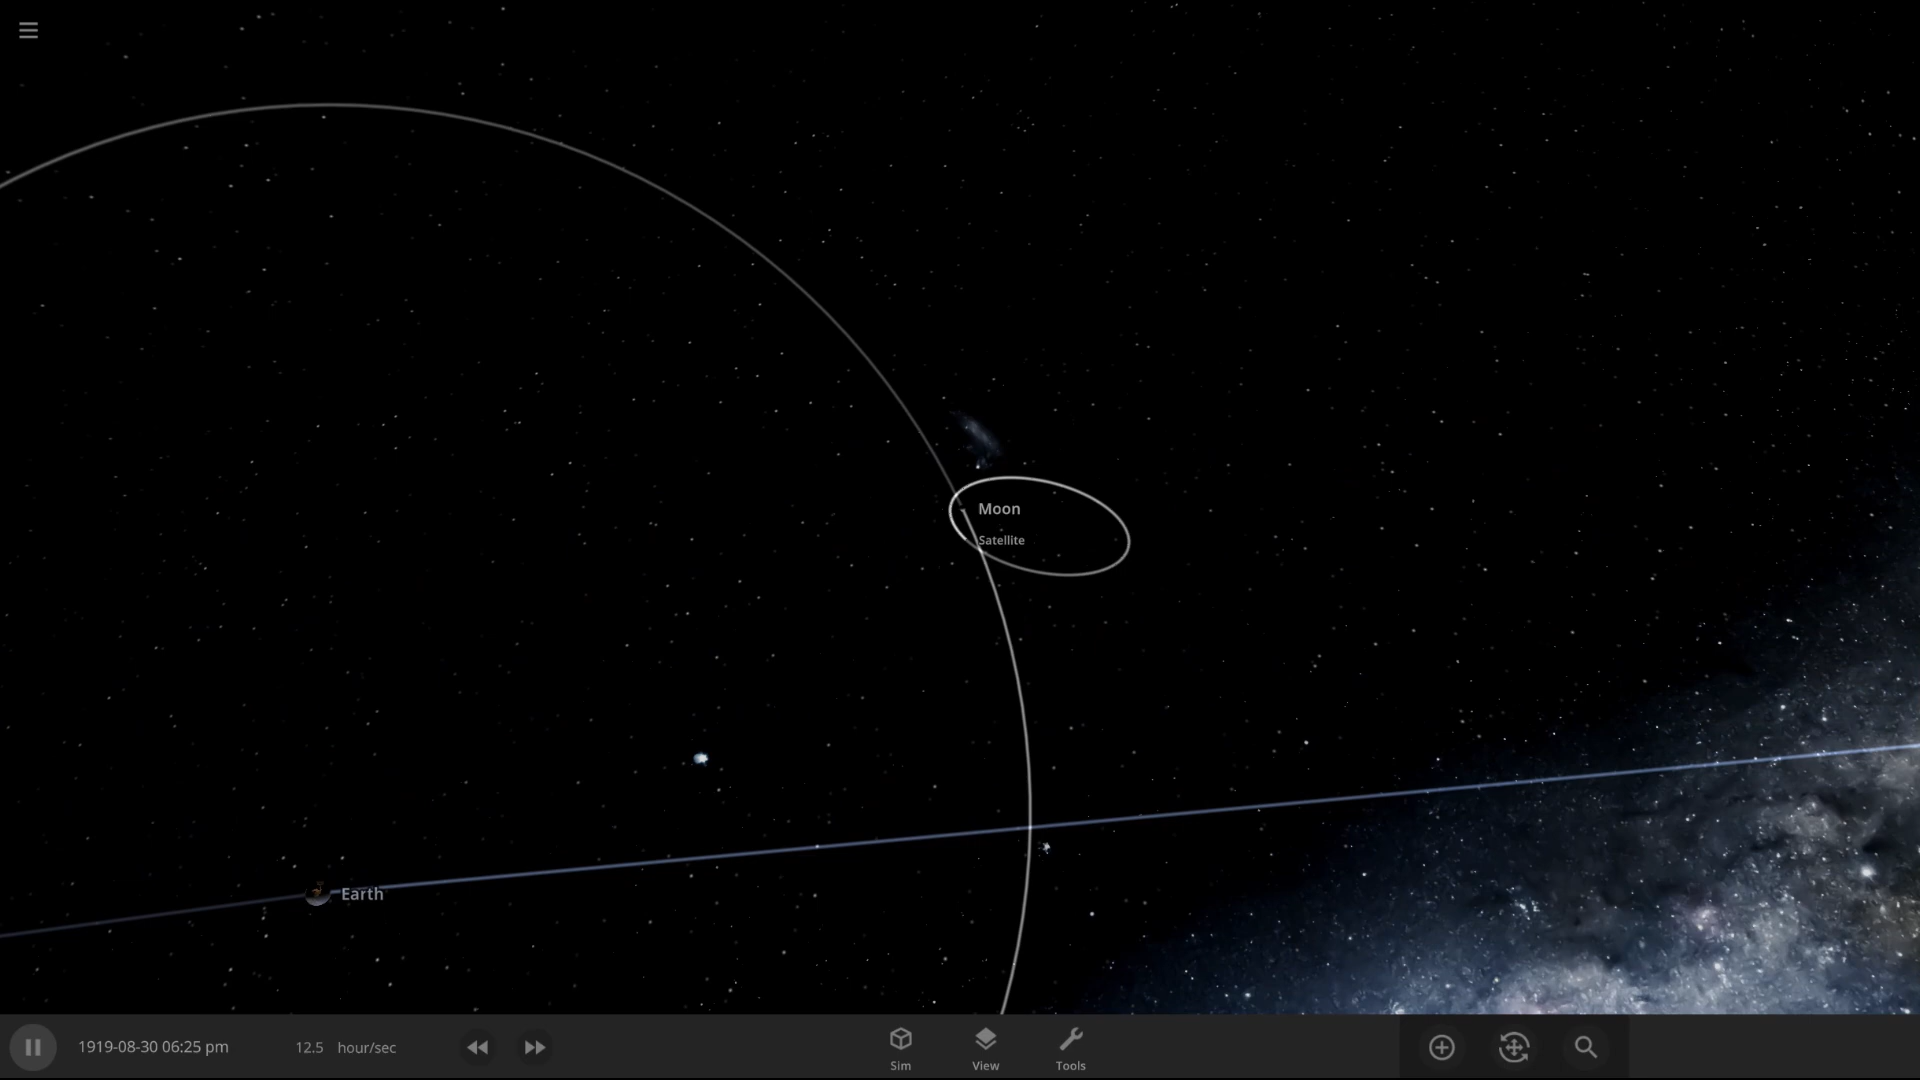 Moon
Satellite
Earth
1919-08-30 06:25 pm
12.5 hour/sec
Sim
View
Tools